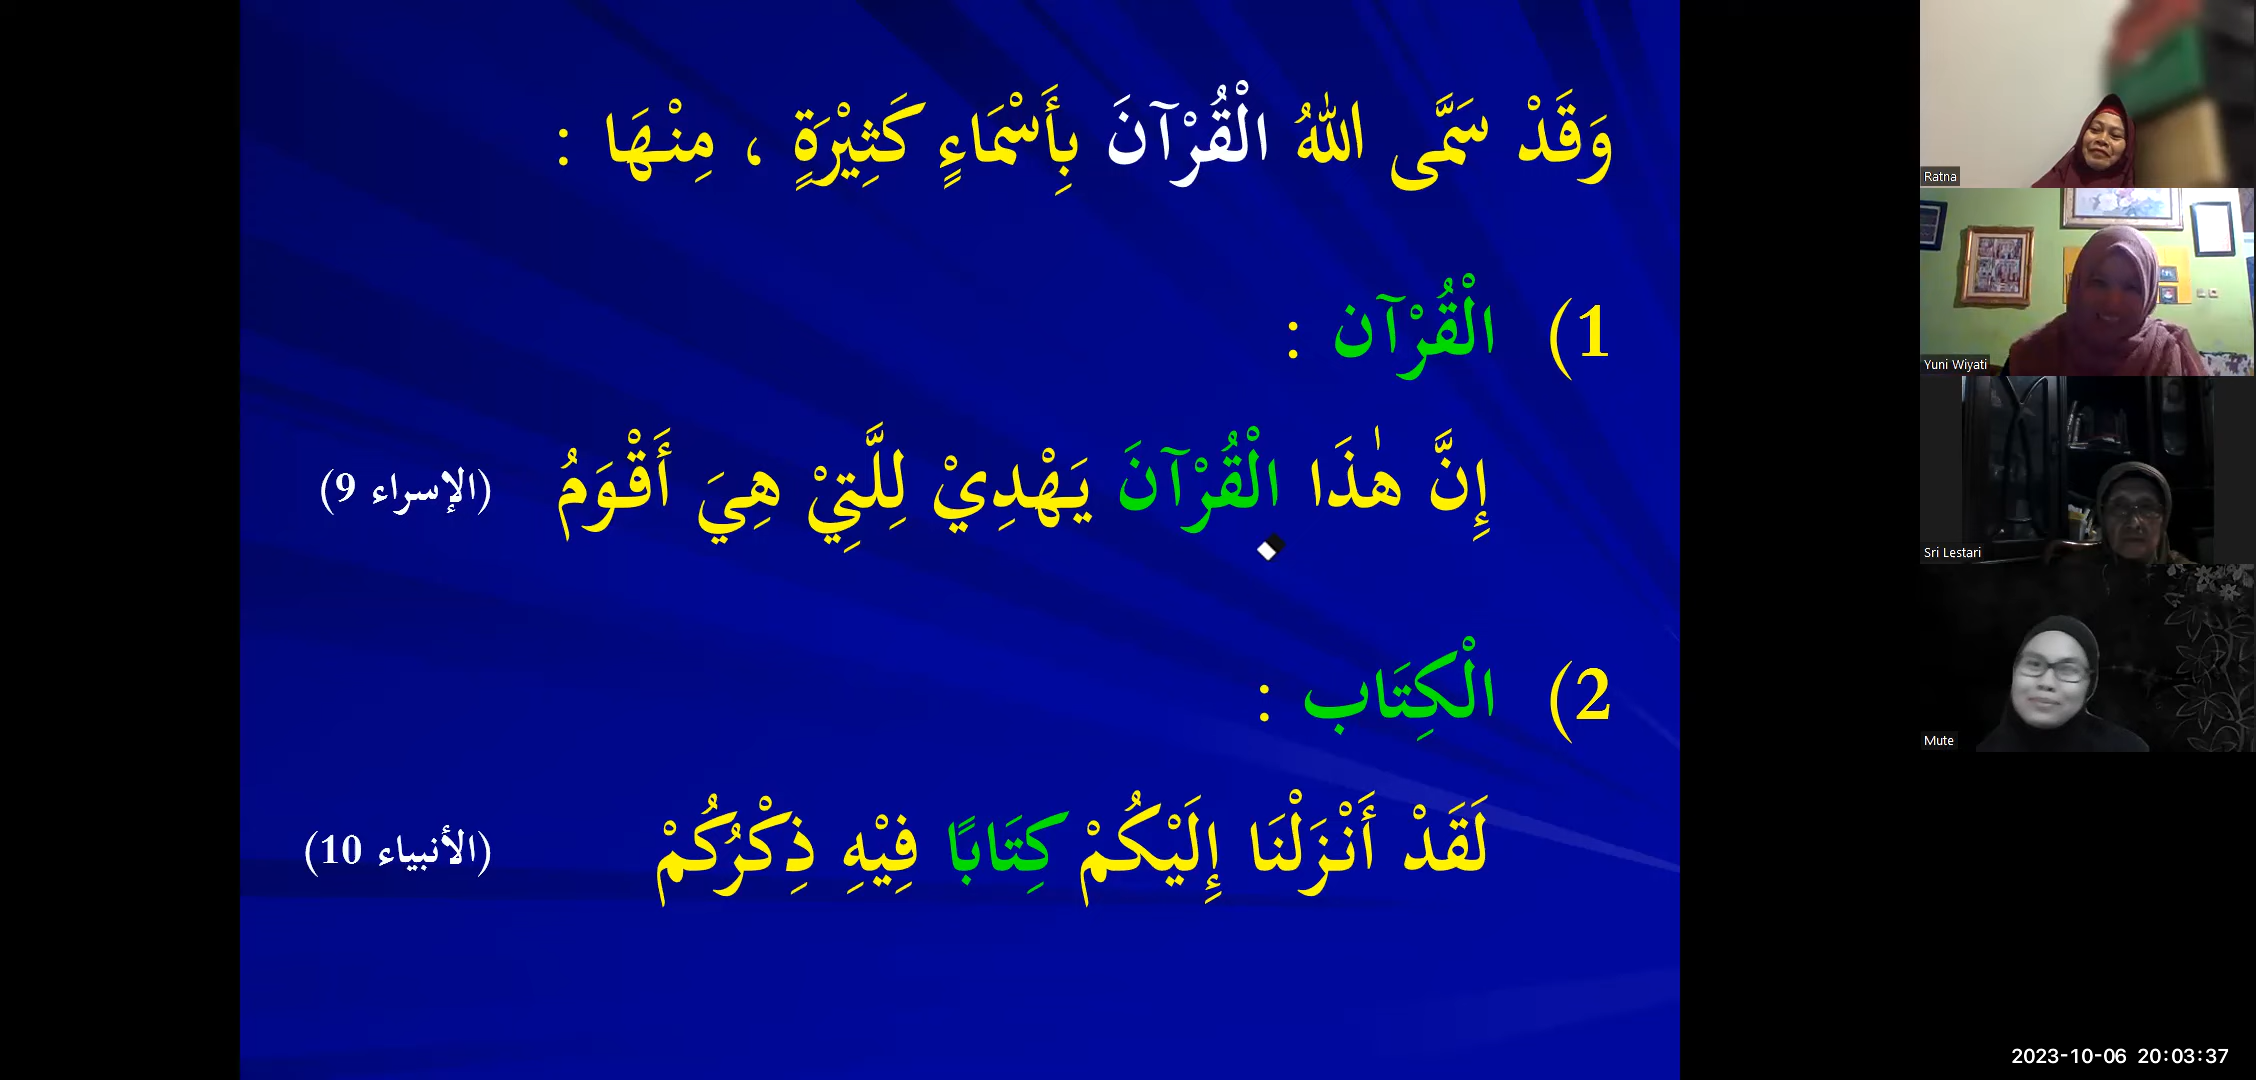 وَقَدْ سَمَّى اللهُ الْقُرْآنَ بِأَسْمَاءٍ كَثِيْرَةٍ ، مِنْهَا :
1) الْقُرْآن :
إِنَّ هٰذَا الْقُرْآنَ يَهْدِيْ لِلَّتِيْ هِيَ أَقْوَمُ (الإسراء 9)
2) الْكِتَاب :
لَقَدْ أَنْزَلْنَا إِلَيْكُمْ كِتَابًا فِيْهِ ذِكْرُكُمْ (الأنبياء 10)
Ratna
Yuni Wiyati
Sri Lestari
Mute
2023-10-06 20:03:37